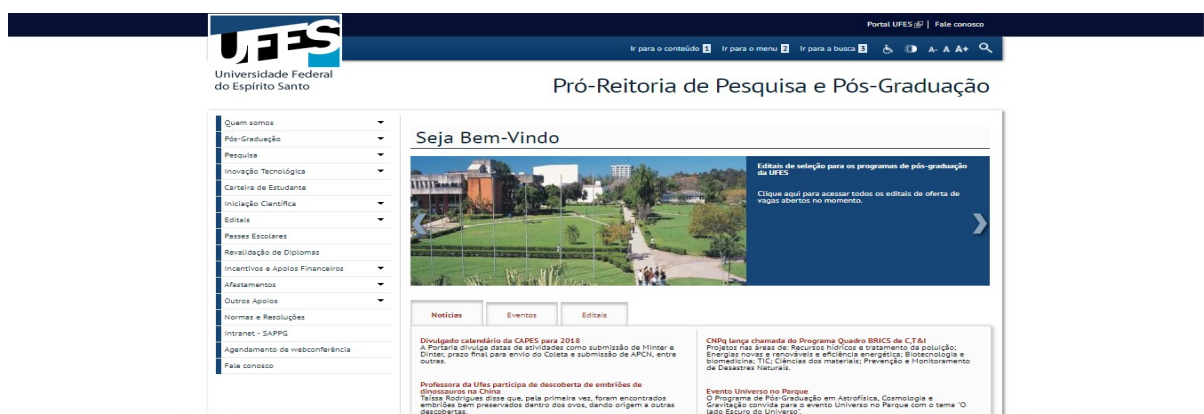 Portal UFES | Fale conosco
UFES
Ir para o conteúdo 1 Ir para o menu 2 Ir para a busca 3 A- A A+
Universidade Federal
do Espírito Santo
Pró-Reitoria de Pesquisa e Pós-Graduação
Quem somos
Pós-Graduação
Pesquisa
Inovação Tecnológica
Carteira de Estudante
Iniciação Científica
Editais
Passes Escolares
Revalidação de Diplomas
Incentivos e Apoios Financeiros
Afastamentos
Outros Apoios
Normas e Resoluções
Intranet - SAPPG
Agendamento de webconferência
Fale conosco
Seja Bem-Vindo
Editais de seleção para os programas de pós-graduação
da UFES
Clique aqui para acessar todos os editais de oferta de
vagas abertos no momento.
Notícias Eventos Editais
Divulgado calendário da CAPES para 2018
A Portaria divulga datas de atividades como submissão de Minter e
Dinter, prazo final para envio do Coleta e submissão de APCN, entre
outras.
Professora da Ufes participa de descoberta de embriões de
dinossauros na China
Taissa Rodrigues disse que, pela primeira vez, foram encontrados
embriões bem preservados dentro dos ovos, dando origem a outras
descobertas.
CNPq lança chamada do Programa Quadro BRICS de C,T&I
Projetos nas áreas de: Recursos hídricos e tratamento da poluição;
Energias novas e renováveis e eficiência energética; Biotecnologia e
biomedicina; TIC; Ciências dos materiais; Prevenção e Monitoramento
de Desastres Naturais.
Evento Universo no Parque
O Programa de Pós-Graduação em Astrofísica, Cosmologia e
Gravitação convida para o evento Universo no Parque com o tema "O
lado Escuro do Universo".